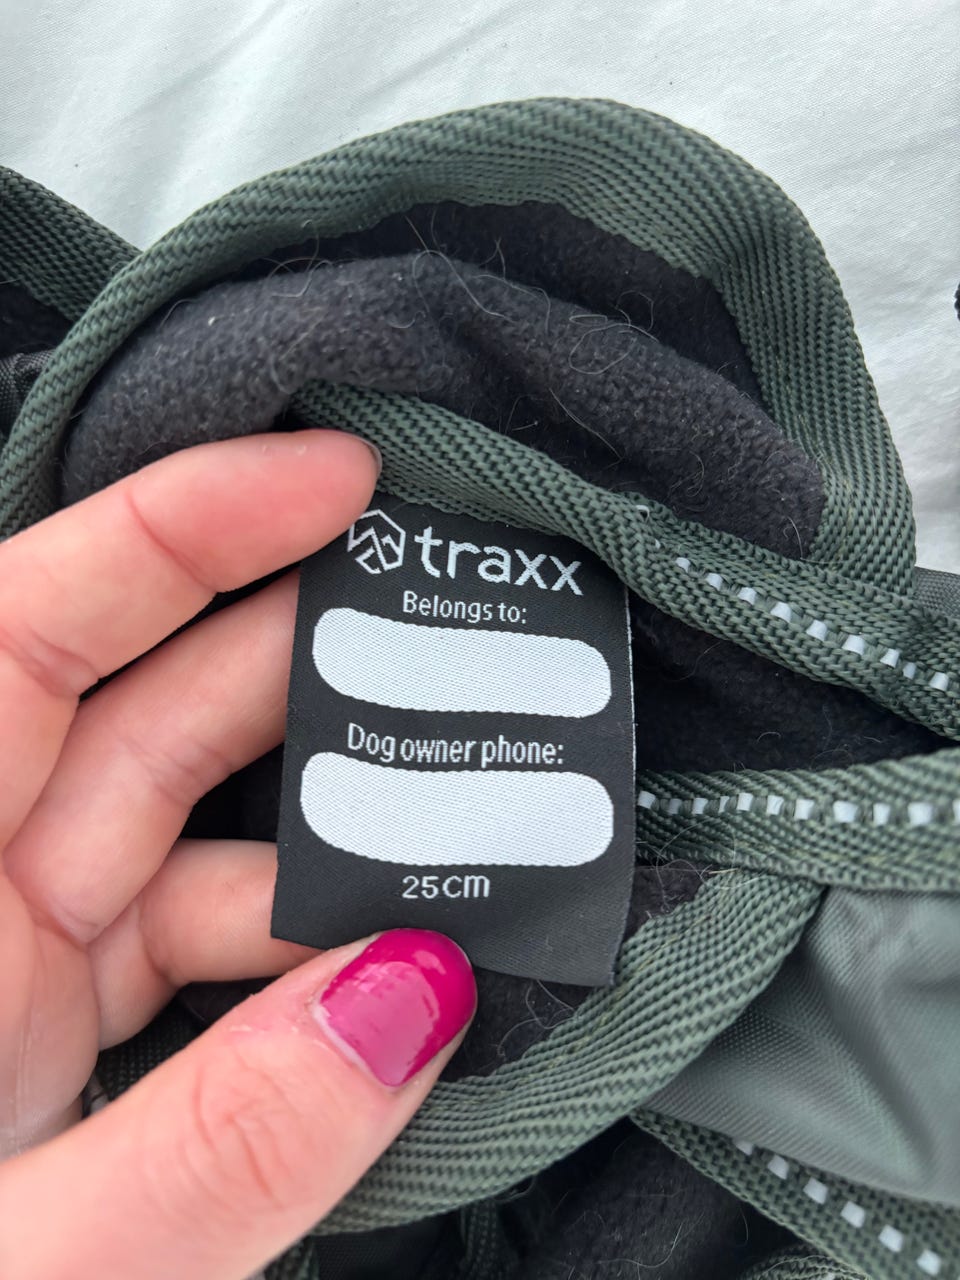 traxx
Belongs to:
Dog owner phone:
25cm